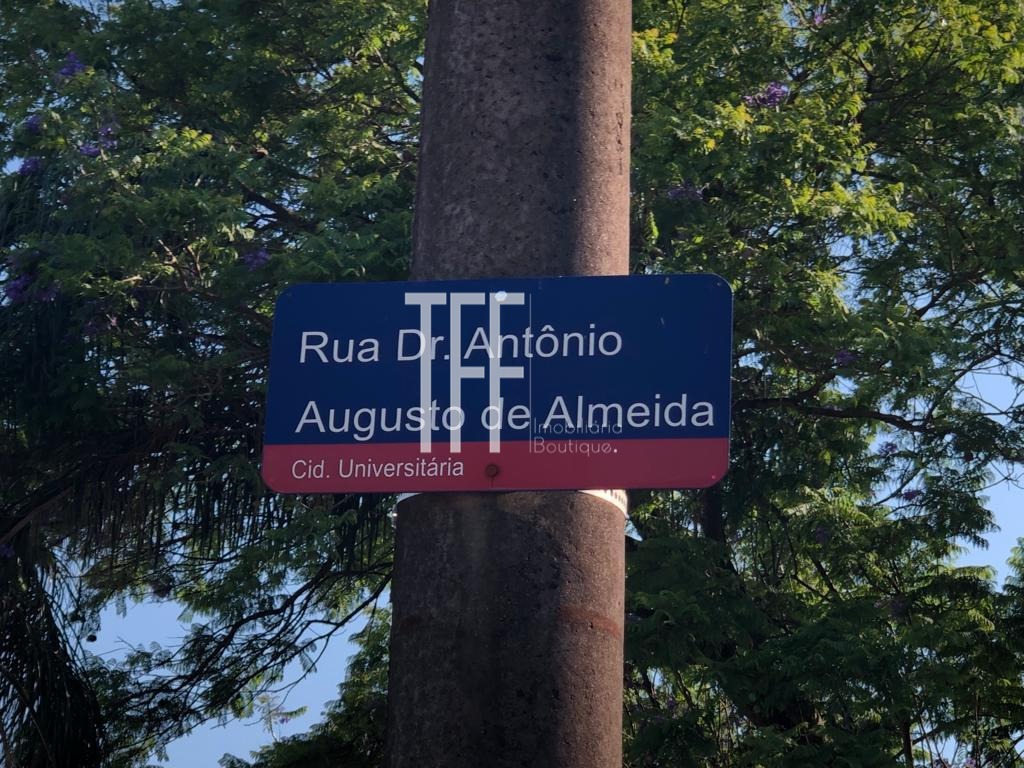 Rua Dr. Antônio
Augusto de Almeida
Cid. Universitária
TFF
Imobiliária
Boutique.